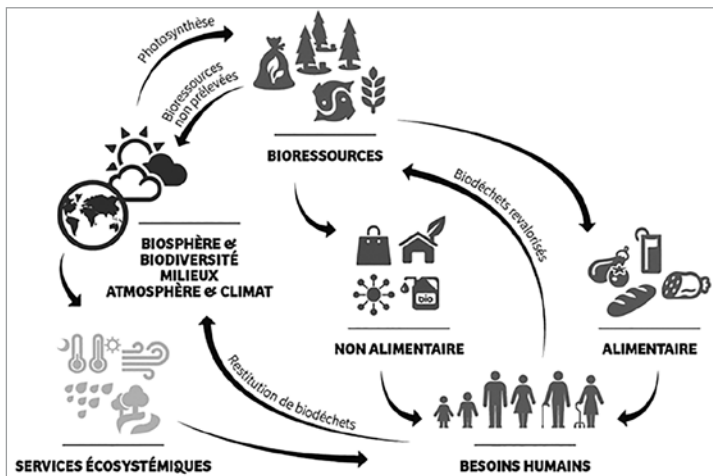 Photosynthèse
Bioressources
non prélevées
BIORESSOURCES
Biodéchets revalorisés
BIOSPHÈRE &
BIODIVERSITÉ
MILIEUX
ATMOSPHÈRE & CLIMAT
bio
NON ALIMENTAIRE
ALIMENTAIRE
Restitution de biodéchets
SERVICES ÉCOSYSTÉMIQUES
BESOINS HUMAINS